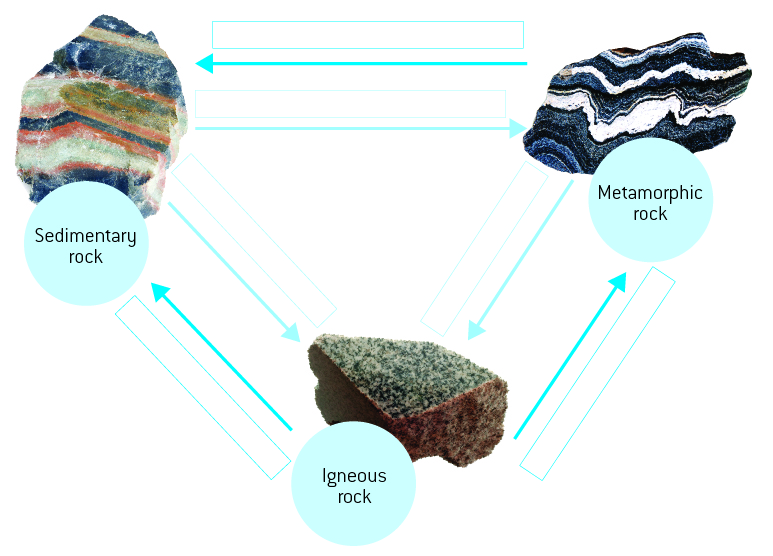 Metamorphic
rock
Sedimentary
rock
Igneous
rock